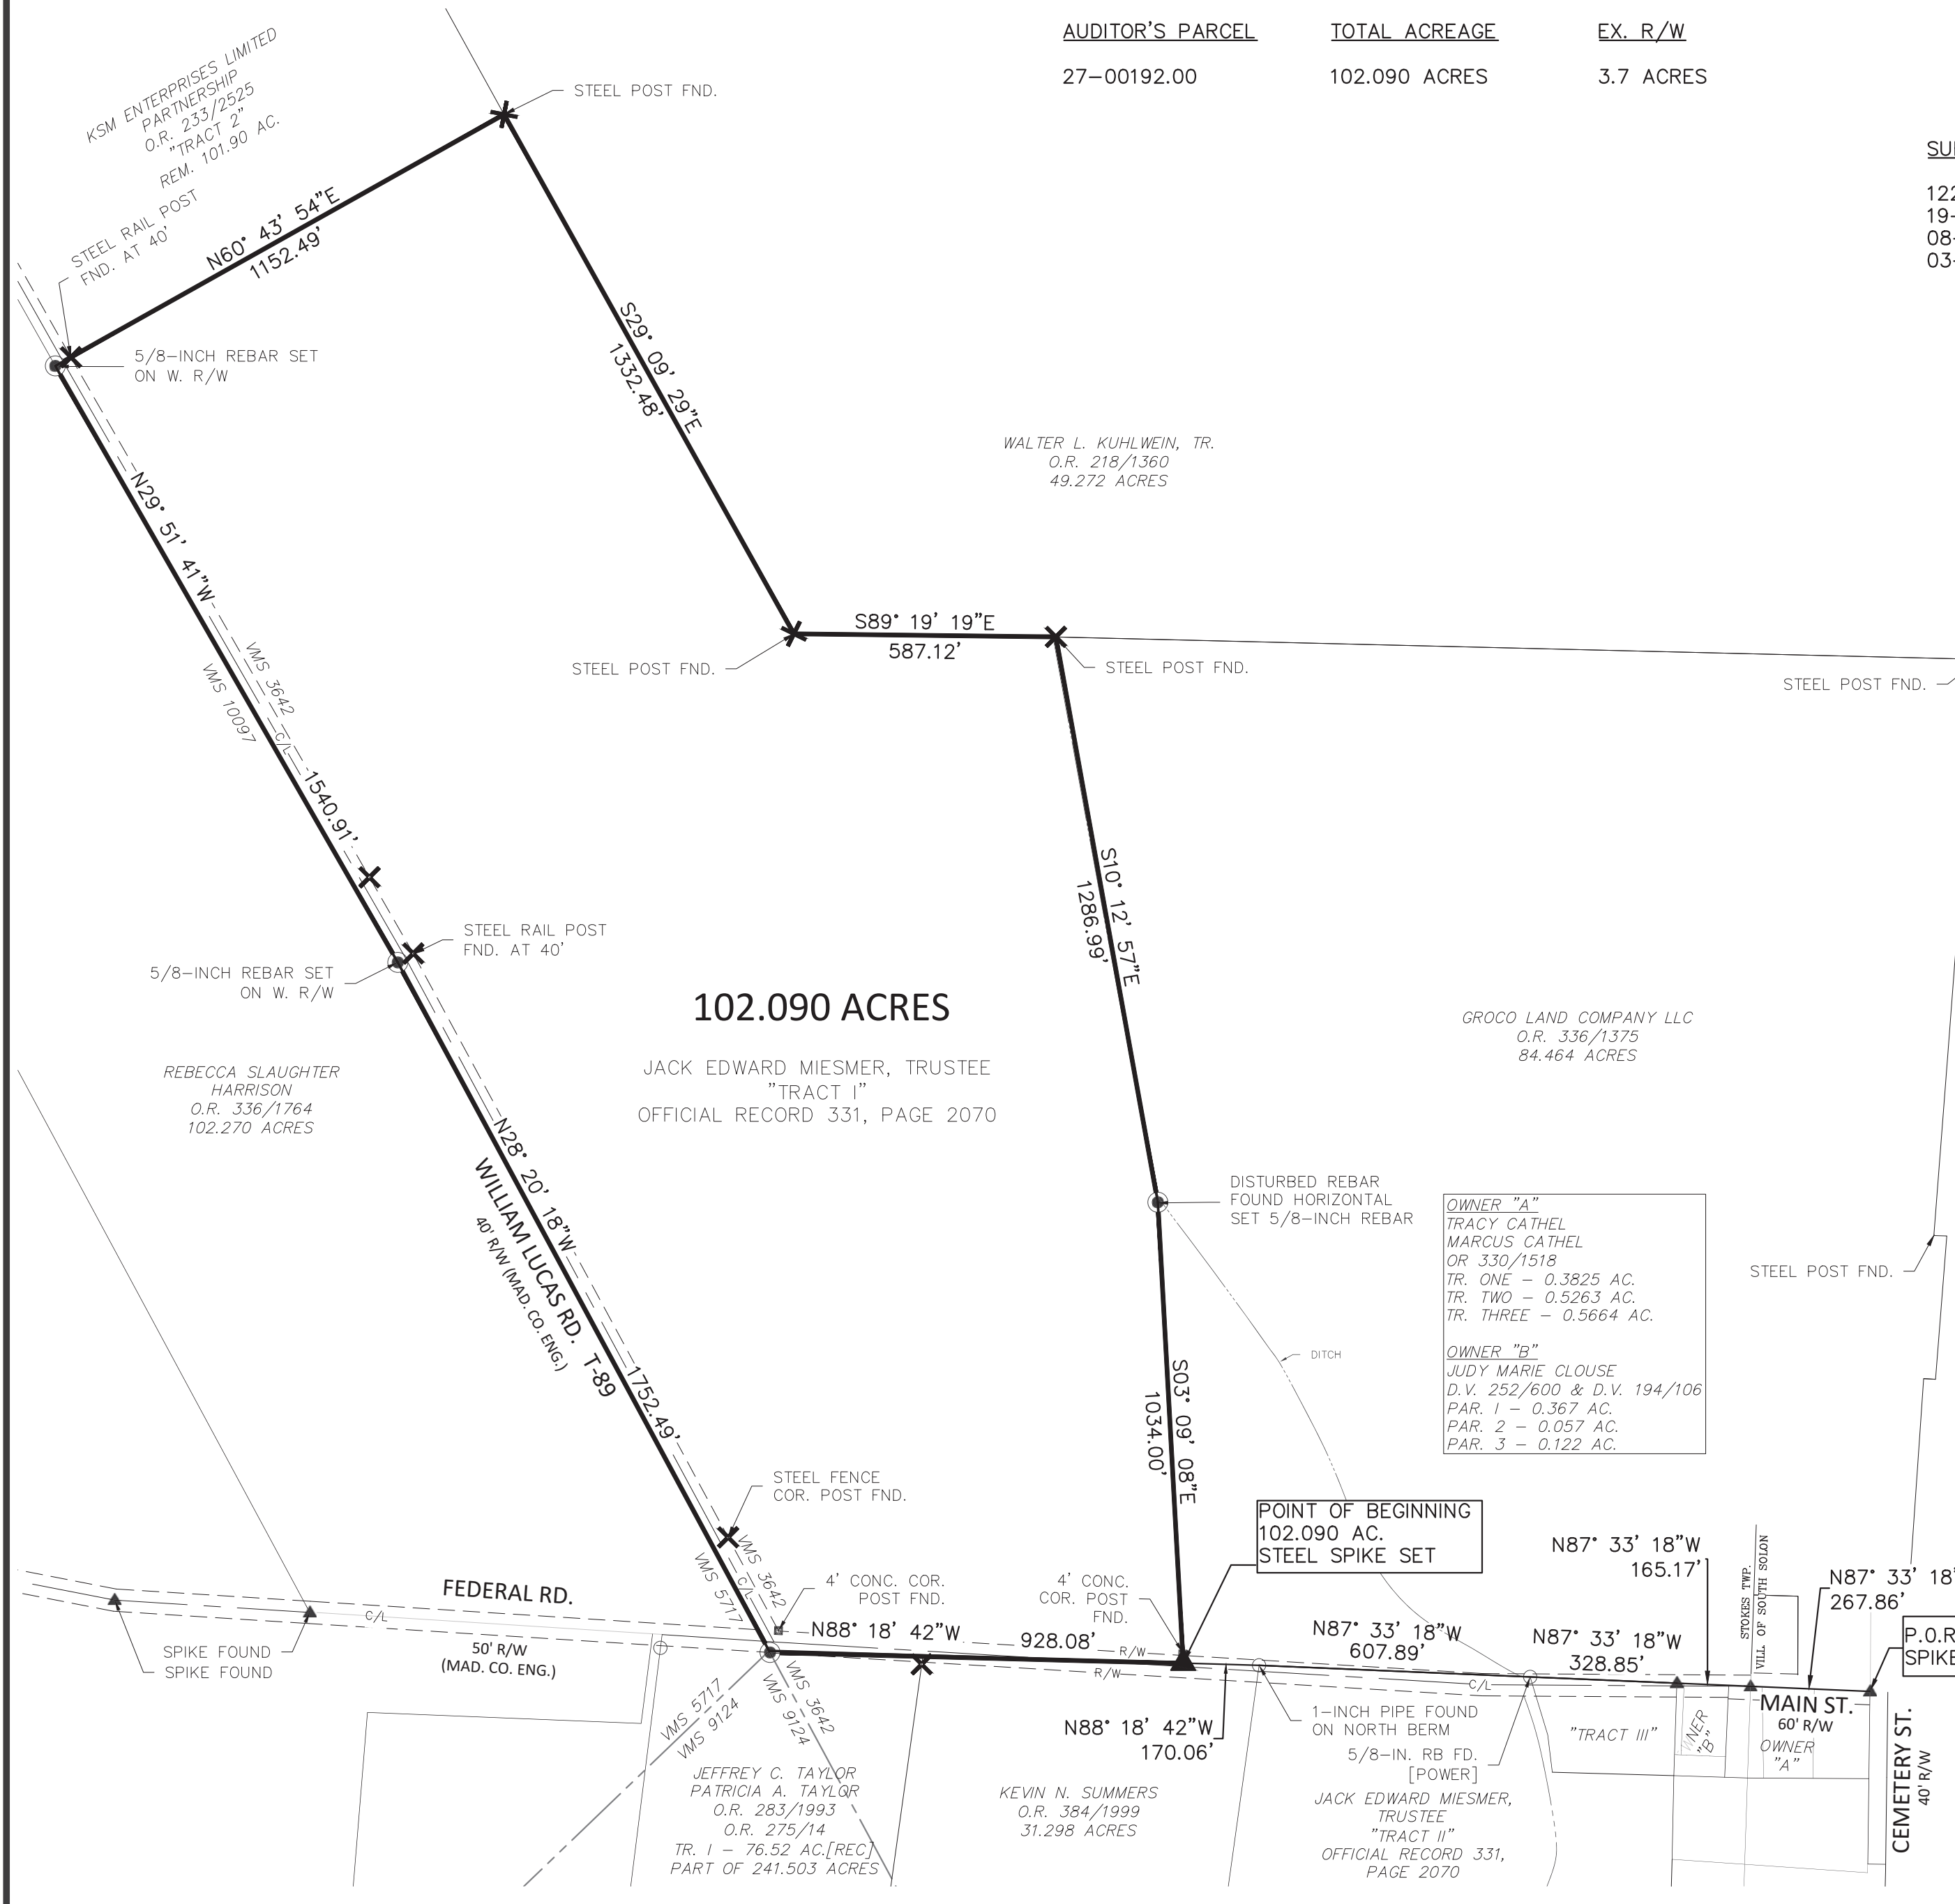 AUDITOR'S PARCEL TOTAL ACREAGE EX. R/W
27-00192.00 102.090 ACRES 3.7 ACRES
KSM ENTERPRISES LIMITED
PARTNERSHIP
O.R. 233/2525
"TRACT 2"
REM. 101.90 AC.
STEEL POST FND.
SU
122
19-
08-
03-
STEEL RAIL POST
FND. AT 40'
N60° 43' 54"E
1152.49'
5/8-INCH REBAR SET
ON W. R/W
S29° 09' 29"E
1332.48'
WALTER L. KUHLWEIN, TR.
O.R. 218/1360
49.272 ACRES
N29° 51' 41"W
1540.91'
VMS 3642
VMS 10097
C/L
S89° 19' 19"E
587.12'
STEEL POST FND.
STEEL POST FND.
STEEL POST FND.
S10° 12' 57"E
1286.99'
STEEL RAIL POST
FND. AT 40'
5/8-INCH REBAR SET
ON W. R/W
102.090 ACRES
JACK EDWARD MIESMER, TRUSTEE
"TRACT I"
OFFICIAL RECORD 331, PAGE 2070
GROCO LAND COMPANY LLC
O.R. 336/1375
84.464 ACRES
REBECCA SLAUGHTER
HARRISON
O.R. 336/1764
102.270 ACRES
N28° 20' 18"W
1752.49'
WILLIAM LUCAS RD. T-89
40' R/W (MAD. CO. ENG.)
DISTURBED REBAR
FOUND HORIZONTAL
SET 5/8-INCH REBAR
OWNER "A"
TRACY CATHEL
MARCUS CATHEL
OR 330/1518
TR. ONE - 0.3825 AC.
TR. TWO - 0.5263 AC.
TR. THREE - 0.5664 AC.
OWNER "B"
JUDY MARIE CLOUSE
D.V. 252/600 & D.V. 194/106
PAR. 1 - 0.367 AC.
PAR. 2 - 0.057 AC.
PAR. 3 - 0.122 AC.
STEEL POST FND.
DITCH
S03° 09' 08"E
1034.00'
STEEL FENCE
COR. POST FND.
POINT OF BEGINNING
102.090 AC.
STEEL SPIKE SET
VMS 3642
VMS 5717
C/L
4' CONC. COR.
POST FND.
4' CONC.
COR. POST
FND.
N87° 33' 18"W
165.17'
STOKES TWP.
VILL OF SOUTH SOLON
N87° 33' 18"
267.86'
FEDERAL RD.
C/L
50' R/W
(MAD. CO. ENG.)
SPIKE FOUND
SPIKE FOUND
N88° 18' 42"W 928.08'
R/W
R/W
N87° 33' 18"W
607.89'
N87° 33' 18"W
328.85'
P.O.R
SPIKE
C/L
MAIN ST.
60' R/W
N88° 18' 42"W
170.06'
1-INCH PIPE FOUND
ON NORTH BERM
5/8-IN. RB FD.
[POWER]
"TRACT III"
WNER
"B"
OWNER
"A"
CEMETERY ST.
40' R/W
VMS 5717
VMS 9124
VMS 3642
VMS 9124
JEFFREY C. TAYLOR
PATRICIA A. TAYLOR
O.R. 283/1993
O.R. 275/14
TR. 1 - 76.52 AC.[REC]
PART OF 241.503 ACRES
KEVIN N. SUMMERS
O.R. 384/1999
31.298 ACRES
JACK EDWARD MIESMER,
TRUSTEE
"TRACT II"
OFFICIAL RECORD 331,
PAGE 2070